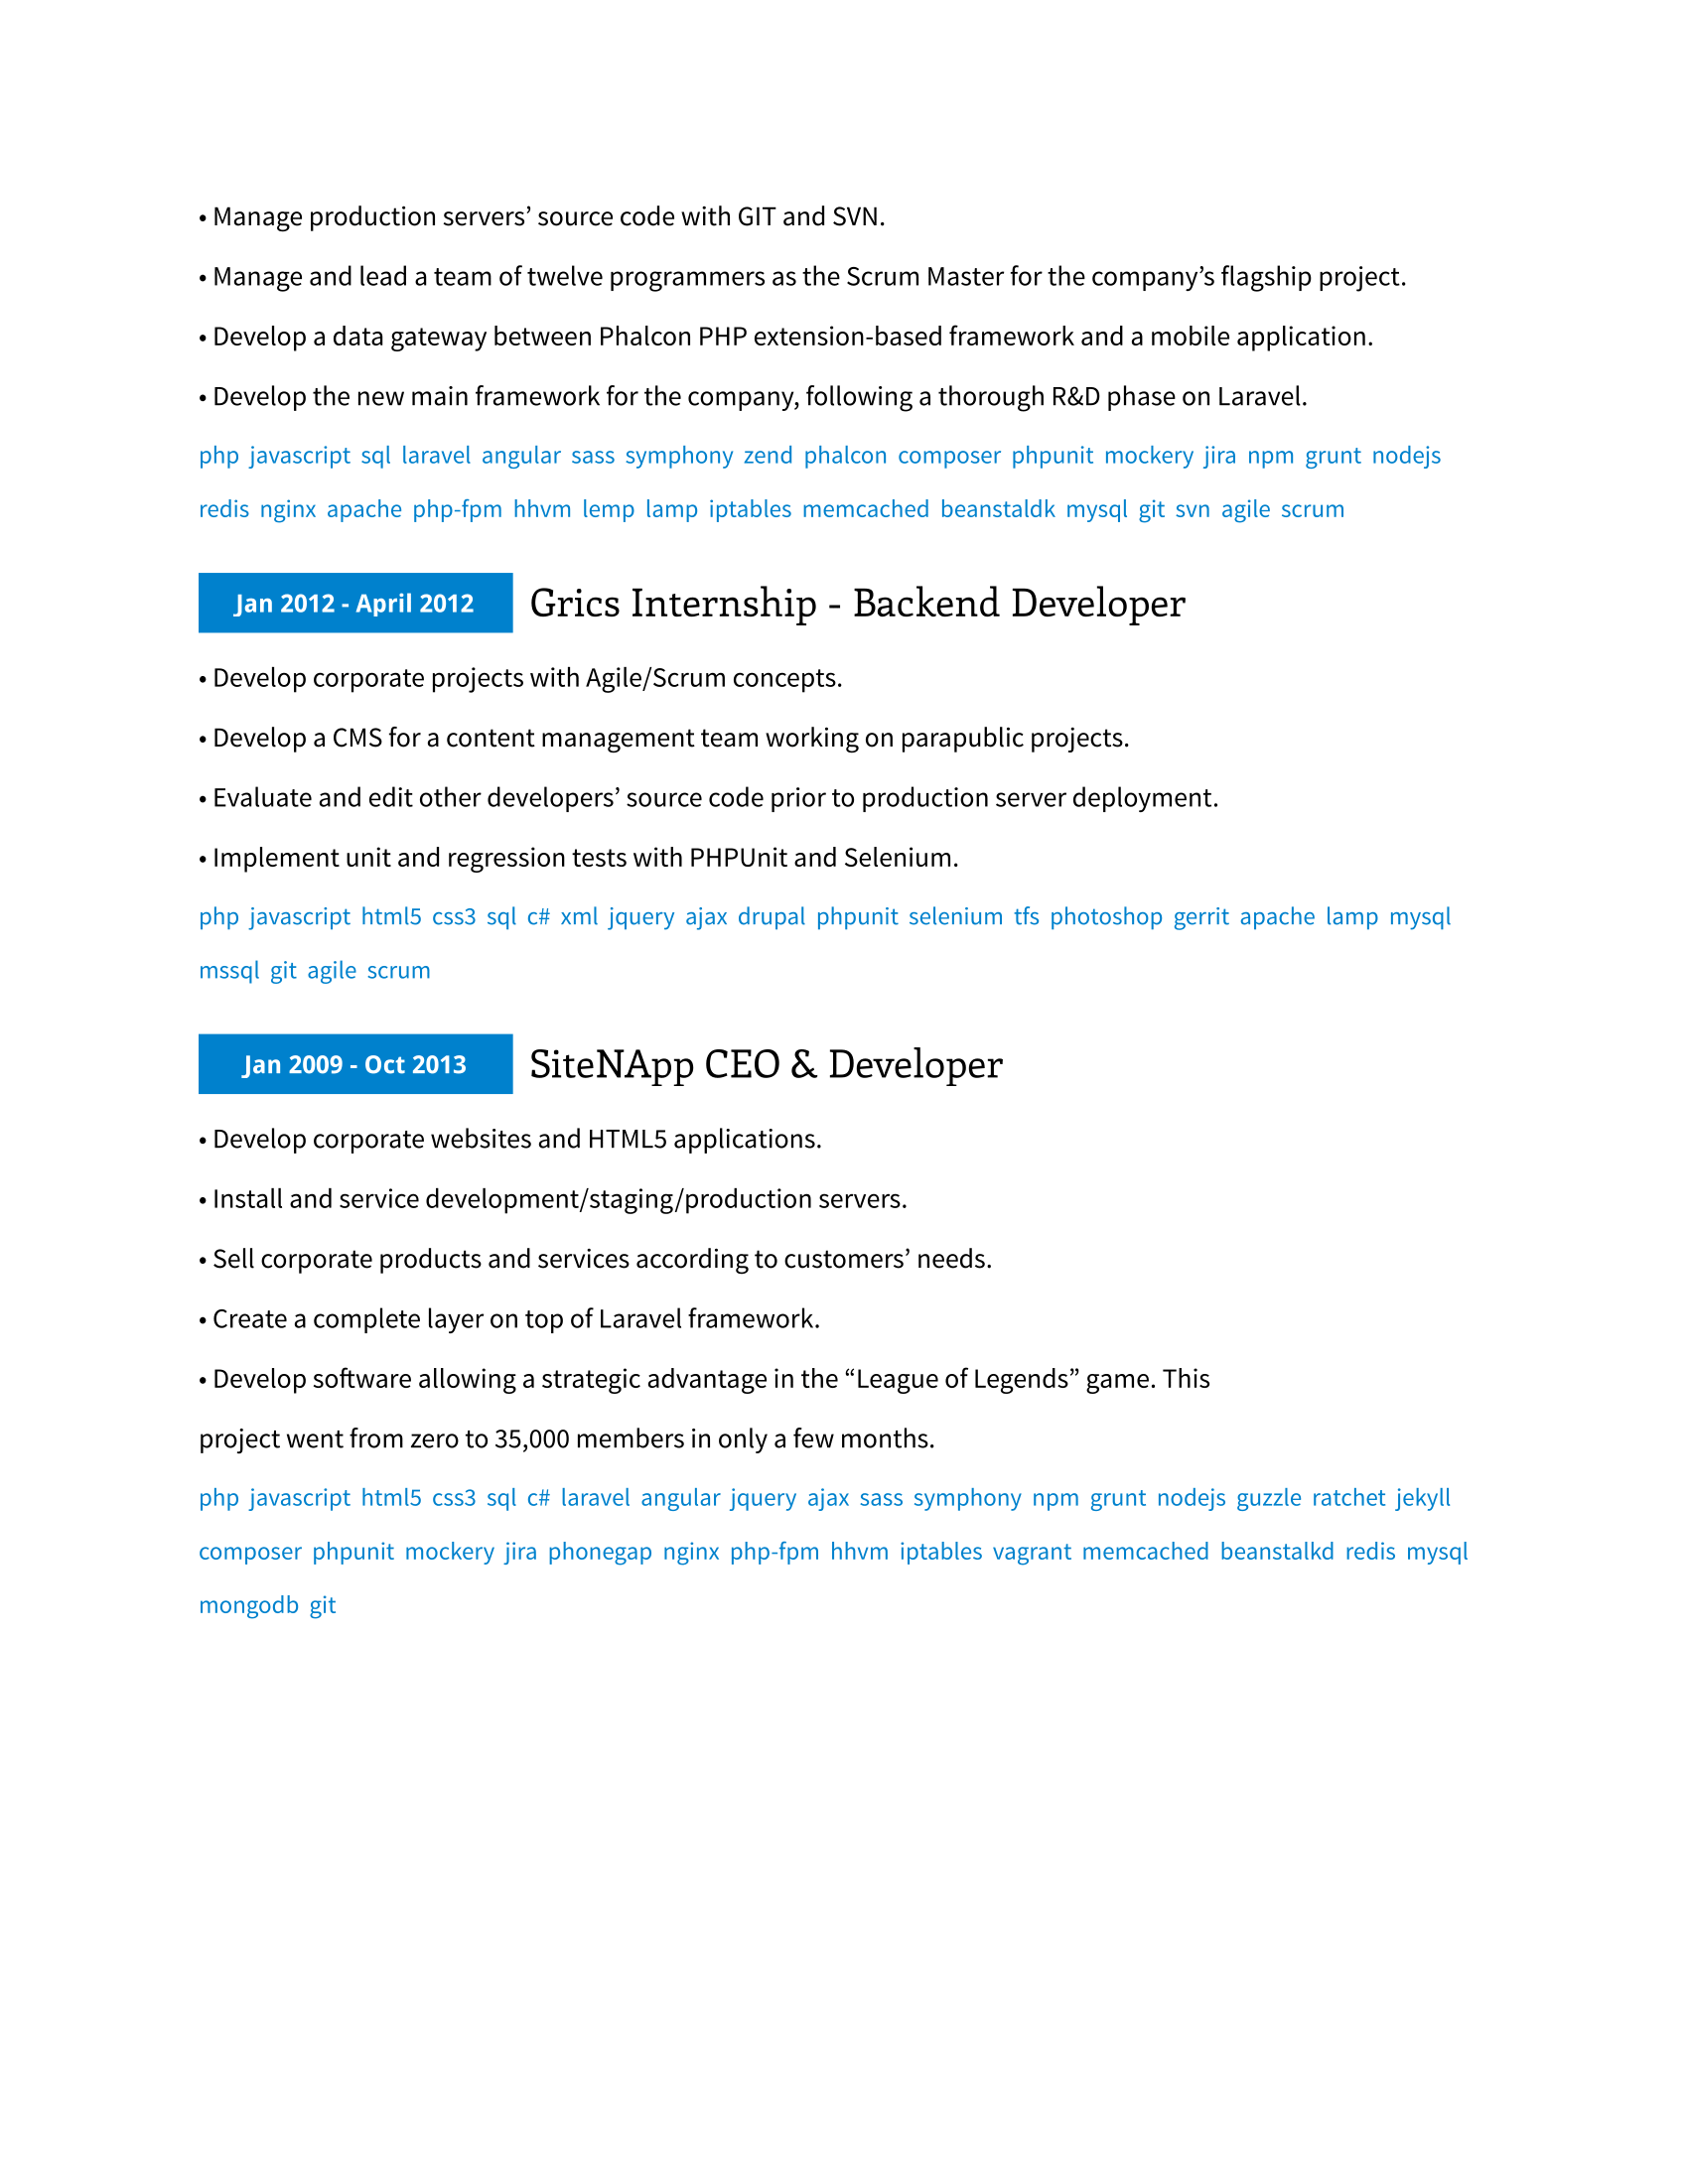 • Manage production servers’ source code with GIT and SVN.
• Manage and lead a team of twelve programmers as the Scrum Master for the company’s flagship project.
• Develop a data gateway between Phalcon PHP extension-based framework and a mobile application.
• Develop the new main framework for the company, following a thorough R&D phase on Laravel.
php javascript sql laravel angular sass symphony zend phalcon composer phpunit mockery jira npm grunt nodejs
redis nginx apache php-fpm hhvm lemp lamp iptables memcached beanstaldk mysql git svn agile scrum
Jan 2012 - April 2012 Grics Internship - Backend Developer
• Develop corporate projects with Agile/Scrum concepts.
• Develop a CMS for a content management team working on parapublic projects.
• Evaluate and edit other developers’ source code prior to production server deployment.
• Implement unit and regression tests with PHPUnit and Selenium.
php javascript html5 css3 sql c# xml jquery ajax drupal phpunit selenium tfs photoshop gerrit apache lamp mysql
mssql git agile scrum
Jan 2009 - Oct 2013 SiteNApp CEO & Developer
• Develop corporate websites and HTML5 applications.
• Install and service development/staging/production servers.
• Sell corporate products and services according to customers’ needs.
• Create a complete layer on top of Laravel framework.
• Develop software allowing a strategic advantage in the “League of Legends” game. This
project went from zero to 35,000 members in only a few months.
php javascript html5 css3 sql c# laravel angular jquery ajax sass symphony npm grunt nodejs guzzle ratchet jekyll
composer phpunit mockery jira phonegap nginx php-fpm hhvm iptables vagrant memcached beanstalkd redis mysql
mongodb git